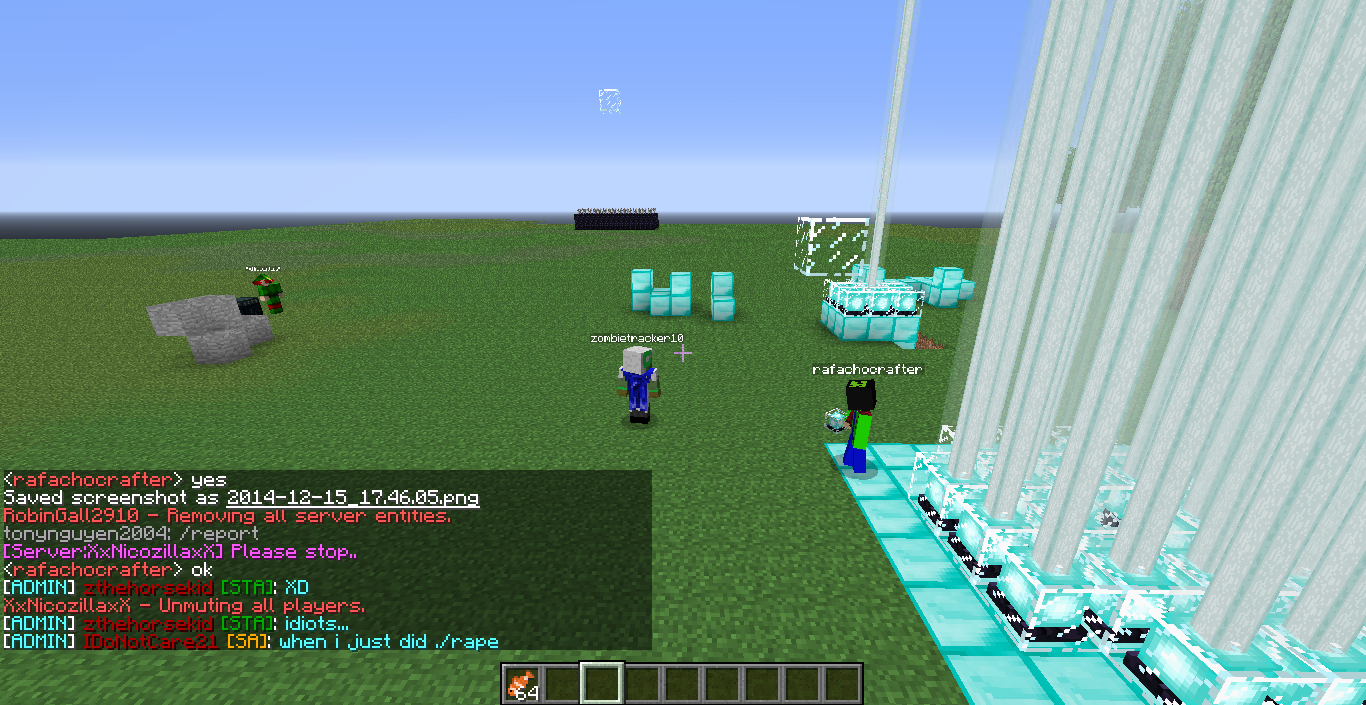 zombietracker10
rafachocrafter
<rafachocrafter> yes
Saved screenshot as 2014-12-15_17.46.05.png
RobinGall2910 - Removing all server entities.
tonynguyen2004: /report
[Server:XxNicozillaxX] Please stop..
<rafachocrafter> ok
[ADMIN] zthehorsekid [STA]: XD
XxNicozillaxX - Unmuting all players.
[ADMIN] zthehorsekid [STA]: idiots...
[ADMIN] IDoNotCare21 [SA]: when i just did ./rape
64